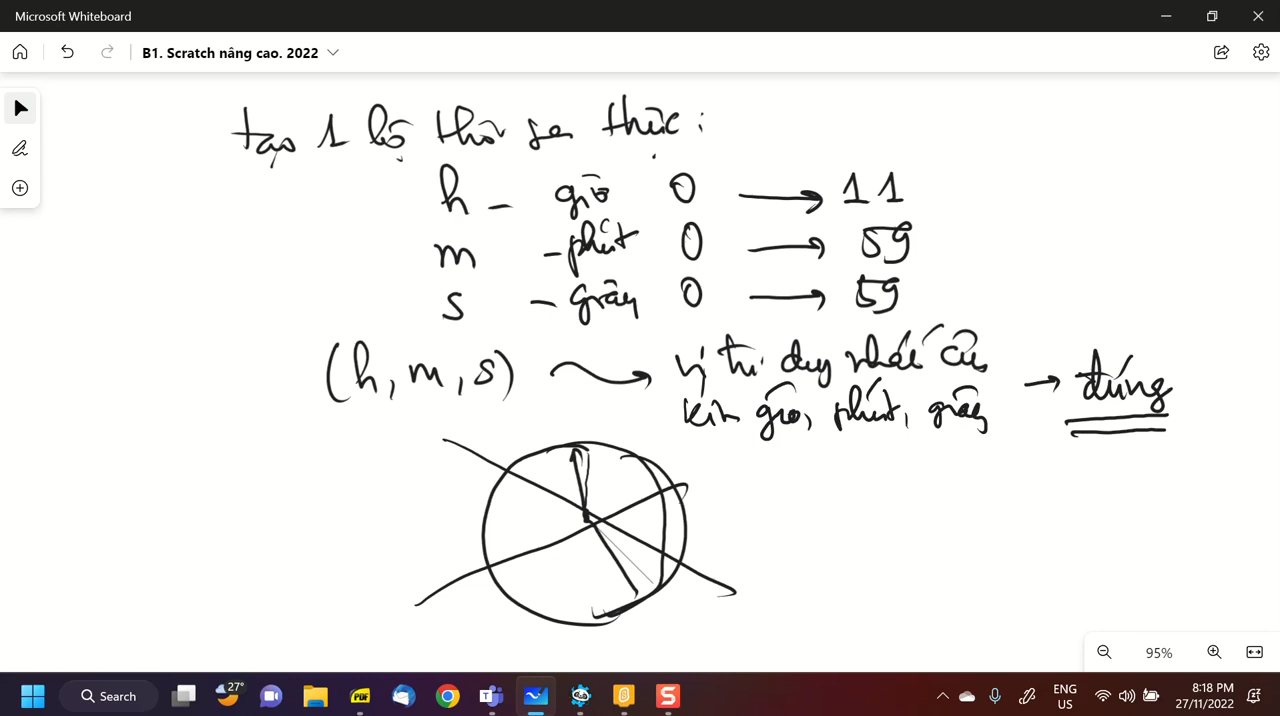 Microsoft Whiteboard
B1. Scratch nâng cao. 2022
tạo 1 bộ thời gian thực:
h - giờ 0 → 11
m - phút 0 → 59
s - giây 0 → 59
(h, m, s) → vị trí duy nhất của
kim giờ, phút, giây → đúng
95%
Search
27°
PDF
ENG
US
8:18 PM
27/11/2022